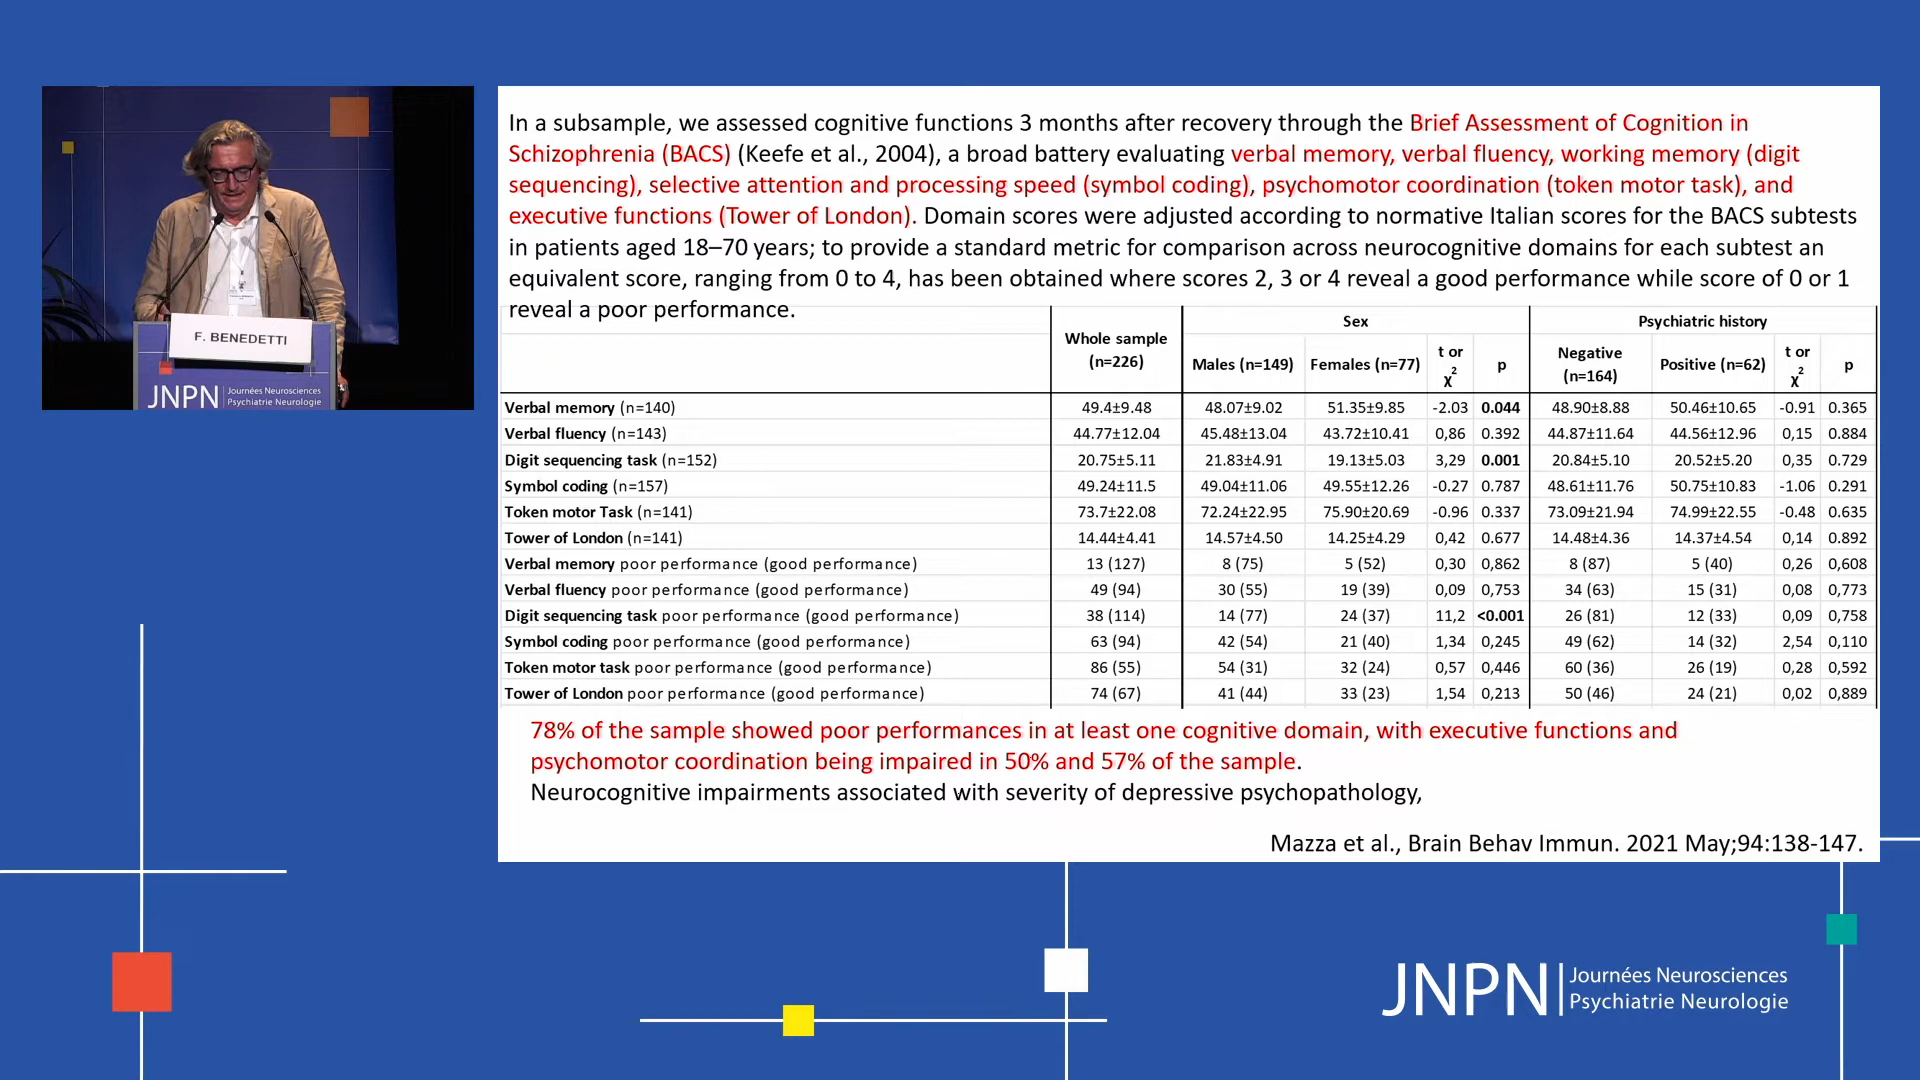 In a subsample, we assessed cognitive functions 3 months after recovery through the Brief Assessment of Cognition in
Schizophrenia (BACS) (Keefe et al., 2004), a broad battery evaluating verbal memory, verbal fluency, working memory (digit
sequencing), selective attention and processing speed (symbol coding), psychomotor coordination (token motor task), and
executive functions (Tower of London). Domain scores were adjusted according to normative Italian scores for the BACS subtests
in patients aged 18–70 years; to provide a standard metric for comparison across neurocognitive domains for each subtest an
equivalent score, ranging from 0 to 4, has been obtained where scores 2, 3 or 4 reveal a good performance while score of 0 or 1
reveal a poor performance.
Whole sample (n=226) Sex Psychiatric history
Males (n=149) Females (n=77) t or χ2 p Negative (n=164) Positive (n=62) t or χ2 p
Verbal memory (n=140) 49.4±9.48 48.07±9.02 51.35±9.85 -2.03 0.044 48.90±8.88 50.46±10.65 -0.91 0.365
Verbal fluency (n=143) 44.77±12.04 45.48±13.04 43.72±10.41 0,86 0.392 44.87±11.64 44.56±12.96 0,15 0.884
Digit sequencing task (n=152) 20.75±5.11 21.83±4.91 19.13±5.03 3,29 0.001 20.84±5.10 20.52±5.20 0,35 0.729
Symbol coding (n=157) 49.24±11.5 49.04±11.06 49.55±12.26 -0.27 0.787 48.61±11.76 50.75±10.83 -1.06 0.291
Token motor Task (n=141) 73.7±22.08 72.24±22.95 75.90±20.69 -0.96 0.337 73.09±21.94 74.99±22.55 -0.48 0.635
Tower of London (n=141) 14.44±4.41 14.57±4.50 14.25±4.29 0,42 0.677 14.48±4.36 14.37±4.54 0,14 0.892
Verbal memory poor performance (good performance) 13 (127) 8 (75) 5 (52) 0,30 0,862 8 (87) 5 (40) 0,26 0,608
Verbal fluency poor performance (good performance) 49 (94) 30 (55) 19 (39) 0,09 0,753 34 (63) 15 (31) 0,08 0,773
Digit sequencing task poor performance (good performance) 38 (114) 14 (77) 24 (37) 11,2 <0.001 26 (81) 12 (33) 0,09 0,758
Symbol coding poor performance (good performance) 63 (94) 42 (54) 21 (40) 1,34 0,245 49 (62) 14 (32) 2,54 0,110
Token motor task poor performance (good performance) 86 (55) 54 (31) 32 (24) 0,57 0,446 60 (36) 26 (19) 0,28 0,592
Tower of London poor performance (good performance) 74 (67) 41 (44) 33 (23) 1,54 0,213 50 (46) 24 (21) 0,02 0,889
78% of the sample showed poor performances in at least one cognitive domain, with executive functions and
psychomotor coordination being impaired in 50% and 57% of the sample.
Neurocognitive impairments associated with severity of depressive psychopathology,
Mazza et al., Brain Behav Immun. 2021 May;94:138-147.
F. BENEDETTI
JNPN Journées Neurosciences
Psychiatrie Neurologie
JNPN Journées Neurosciences
Psychiatrie Neurologie